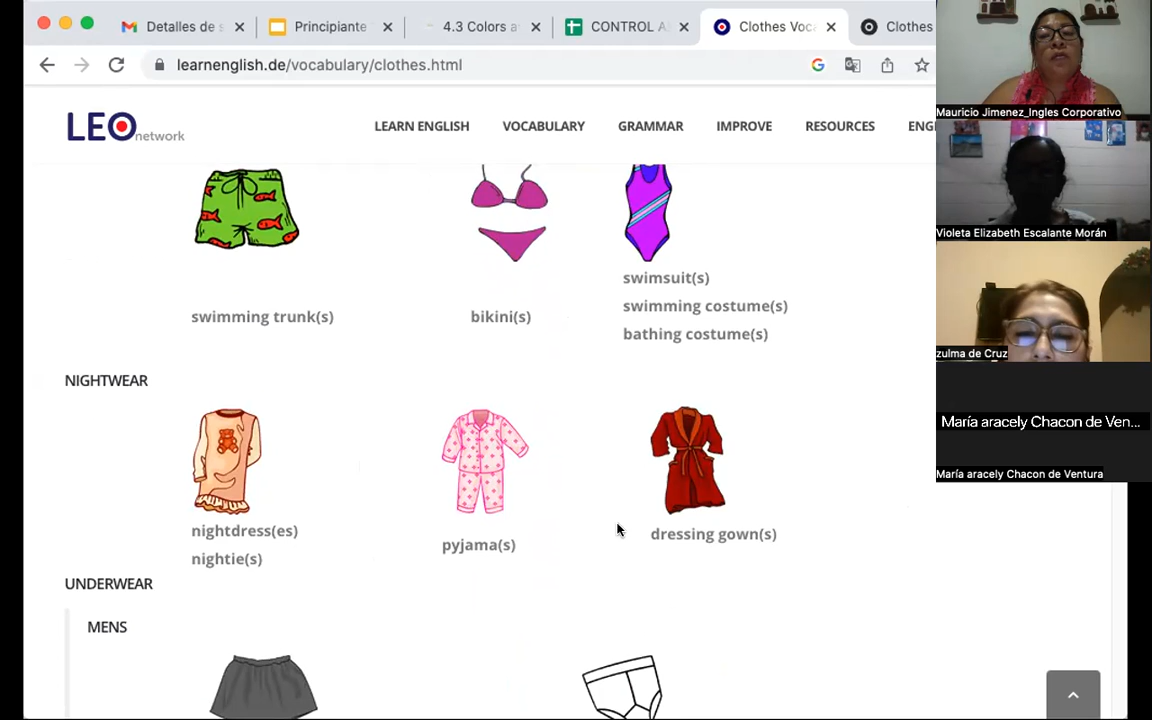 Detalles de s
Principiante
4.3 Colors a
CONTROL A
Clothes Voca
Clothes
learnenglish.de/vocabulary/clothes.html
LEO network
LEARN ENGLISH
VOCABULARY
GRAMMAR
IMPROVE
RESOURCES
ENG
swimming trunk(s)
bikini(s)
swimsuit(s)
swimming costume(s)
bathing costume(s)
NIGHTWEAR
nightdress(es)
nightie(s)
pyjama(s)
dressing gown(s)
UNDERWEAR
MENS
Mauricio Jimenez_Ingles Corporativo
Violeta Elizabeth Escalante Morán
zulma de Cruz
María aracely Chacon de Ven...
María aracely Chacon de Ventura